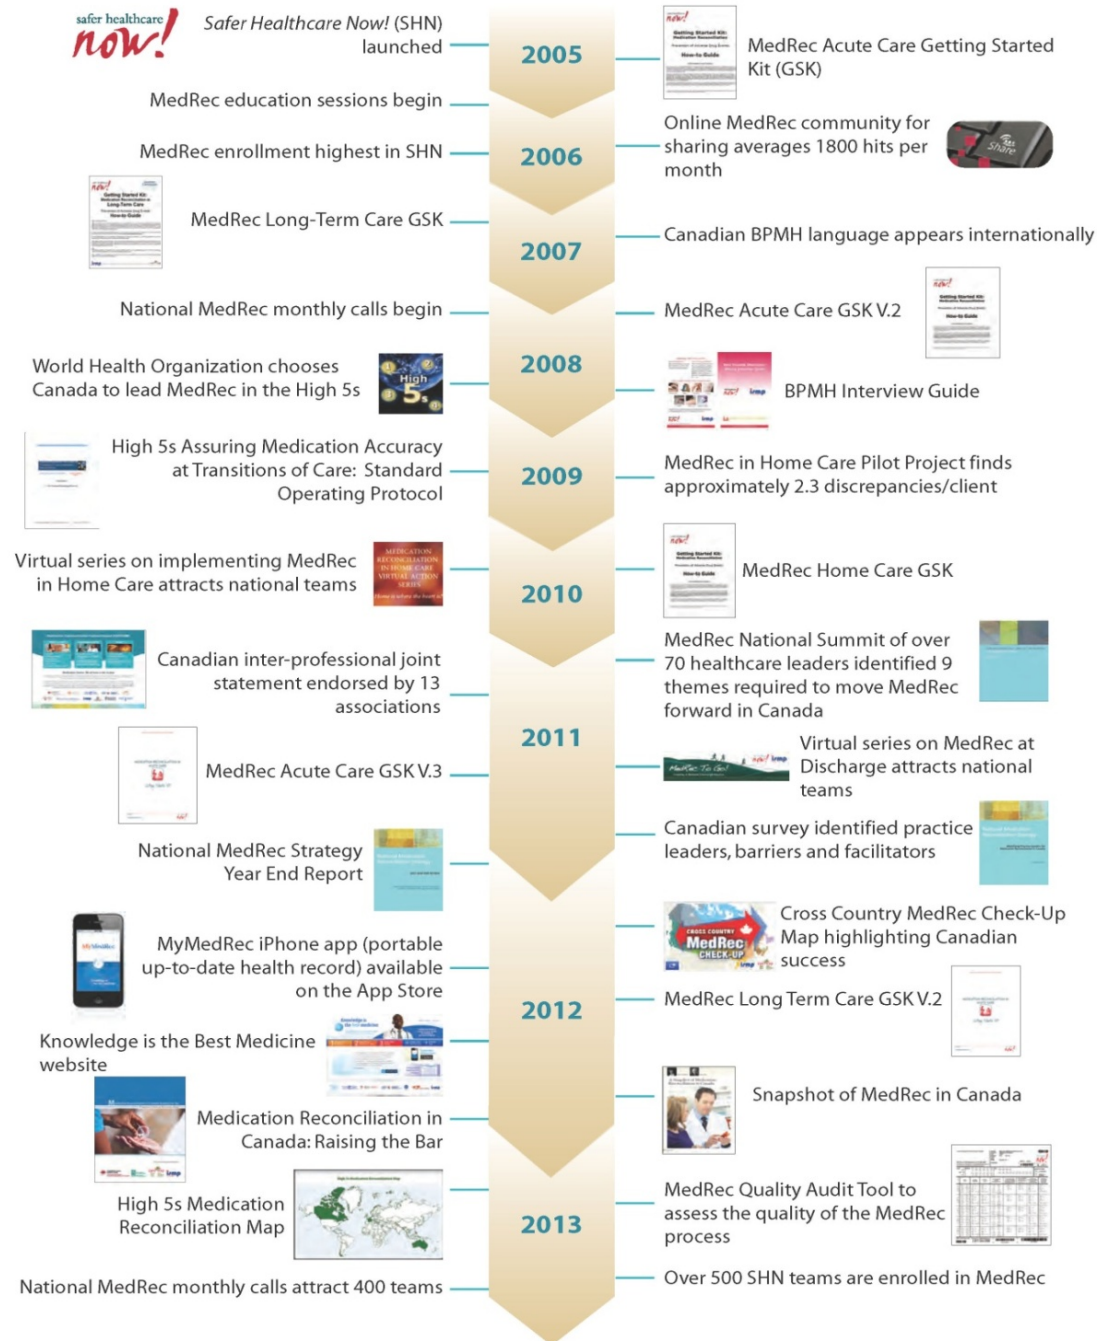 safer healthcare
now!
Safer Healthcare Now! (SHN)
launched
2005
MedRec Acute Care Getting Started
Kit (GSK)
MedRec education sessions begin
MedRec enrollment highest in SHN
2006
Online MedRec community for
sharing averages 1800 hits per
month
Share
MedRec Long-Term Care GSK
2007
Canadian BPMH language appears internationally
National MedRec monthly calls begin
MedRec Acute Care GSK V.2
World Health Organization chooses
Canada to lead MedRec in the High 5s
High
5s
2008
BPMH Interview Guide
High 5s Assuring Medication Accuracy
at Transitions of Care: Standard
Operating Protocol
2009
MedRec in Home Care Pilot Project finds
approximately 2.3 discrepancies/client
Virtual series on implementing MedRec
in Home Care attracts national teams
MEDICATION
RECONCILIATION
IN HOME CARE
VIRTUAL ACTION
SERIES
2010
MedRec Home Care GSK
Canadian inter-professional joint
statement endorsed by 13
associations
MedRec National Summit of over
70 healthcare leaders identified 9
themes required to move MedRec
forward in Canada
2011
MedRec Acute Care GSK V.3
MedRec To Go!
Virtual series on MedRec at
Discharge attracts national
teams
National MedRec Strategy
Year End Report
Canadian survey identified practice
leaders, barriers and facilitators
MyMedRec
MyMedRec iPhone app (portable
up-to-date health record) available
on the App Store
CROSS COUNTRY
MedRec
CHECK-UP
Cross Country MedRec Check-Up
Map highlighting Canadian
success
2012
MedRec Long Term Care GSK V.2
Knowledge is the Best Medicine
website
Snapshot of MedRec in Canada
Medication Reconciliation in
Canada: Raising the Bar
High 5s Medication
Reconciliation Map
2013
MedRec Quality Audit Tool to
assess the quality of the MedRec
process
National MedRec monthly calls attract 400 teams
Over 500 SHN teams are enrolled in MedRec